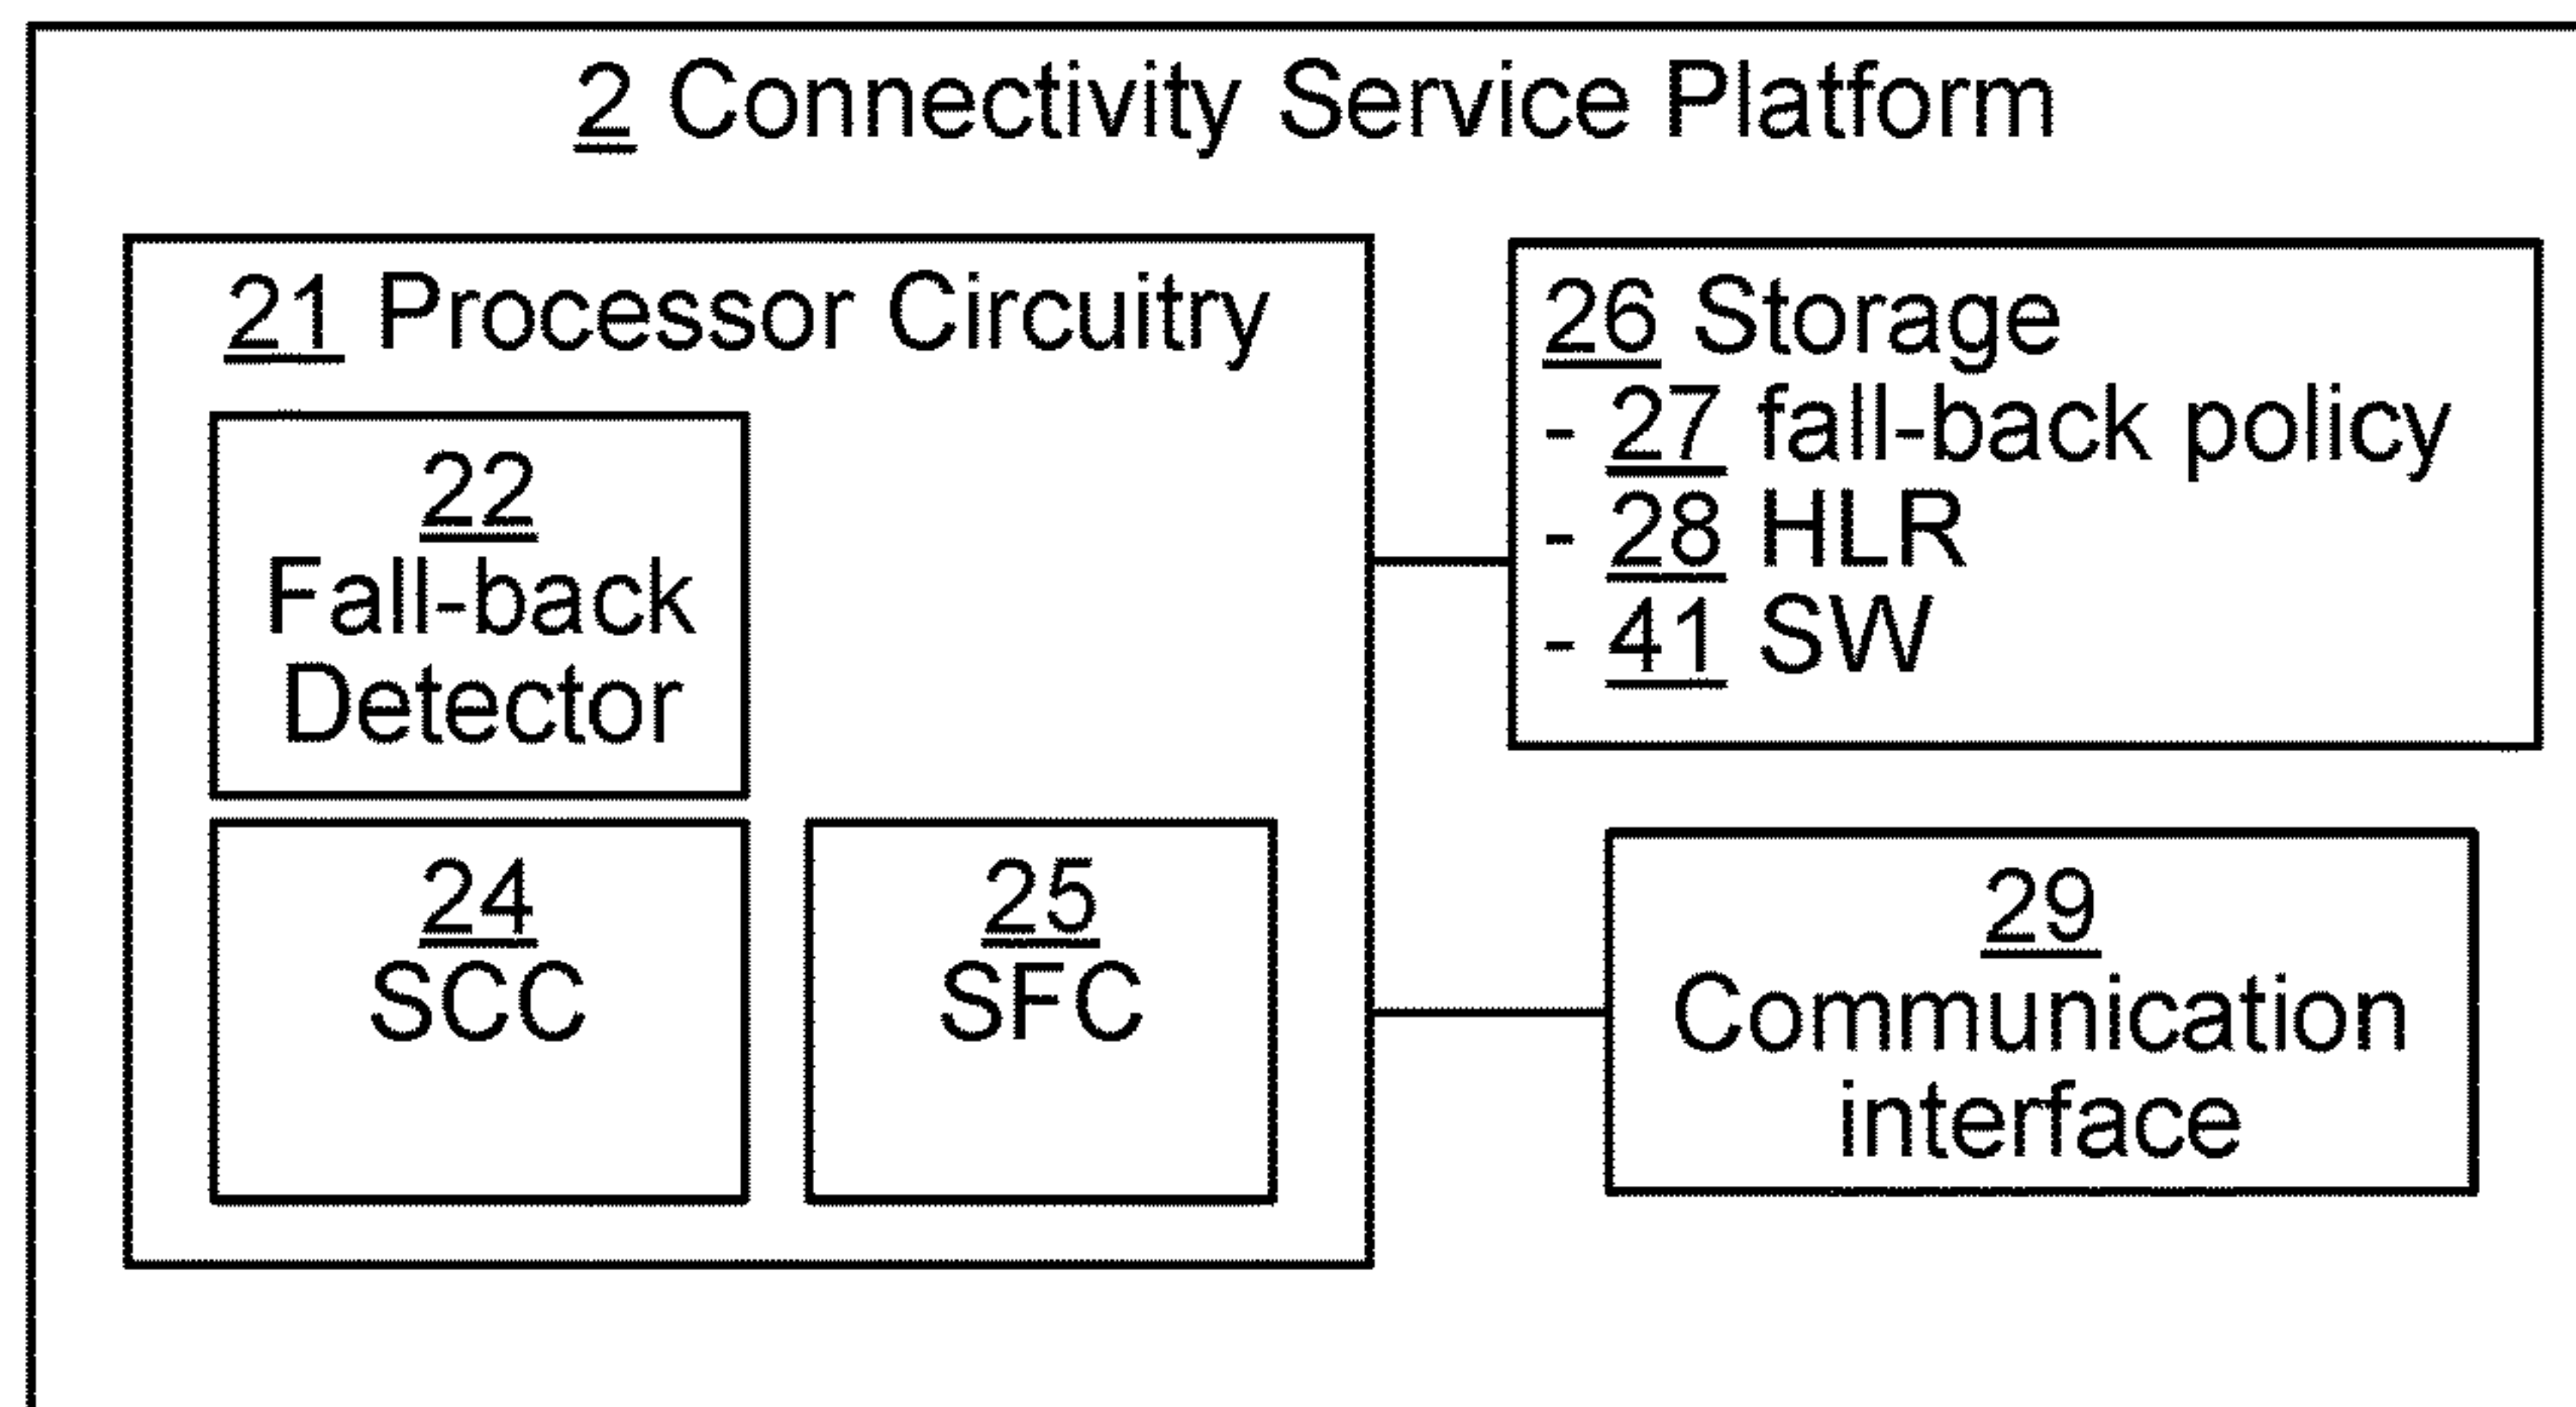 2 Connectivity Service Platform
21 Processor Circuitry
22
Fall-back
Detector
24
SCC
25
SFC
26 Storage
- 27 fall-back policy
- 28 HLR
- 41 SW
29
Communication
interface